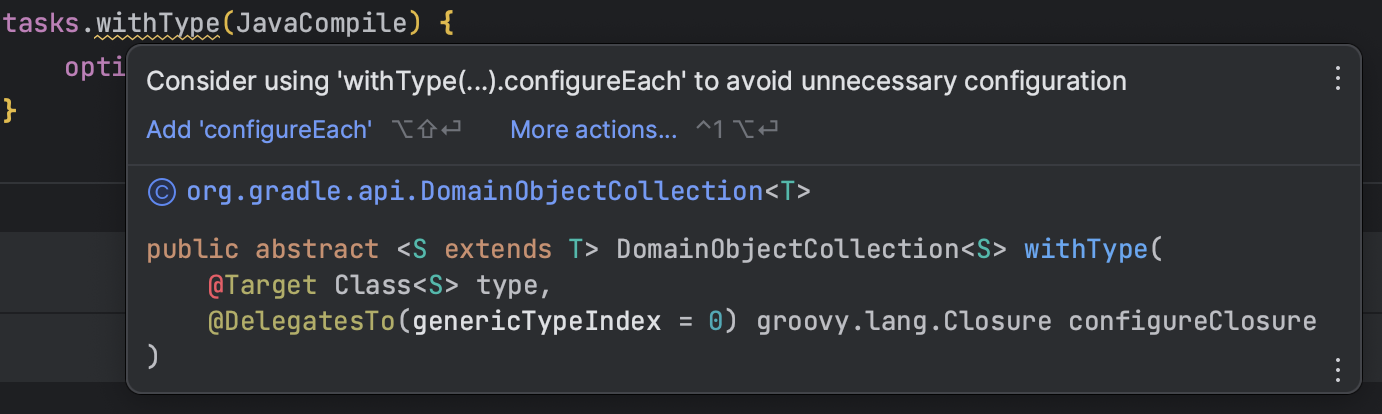 tasks.withType(JavaCompile) {
opti
}
Consider using 'withType(...).configureEach' to avoid unnecessary configuration
Add 'configureEach' ⌥⇧⏎ More actions... ^1 ⌥⏎
© org.gradle.api.DomainObjectCollection<T>
public abstract <S extends T> DomainObjectCollection<S> withType(
@Target Class<S> type,
@DelegatesTo(genericTypeIndex = 0) groovy.lang.Closure configureClosure
)